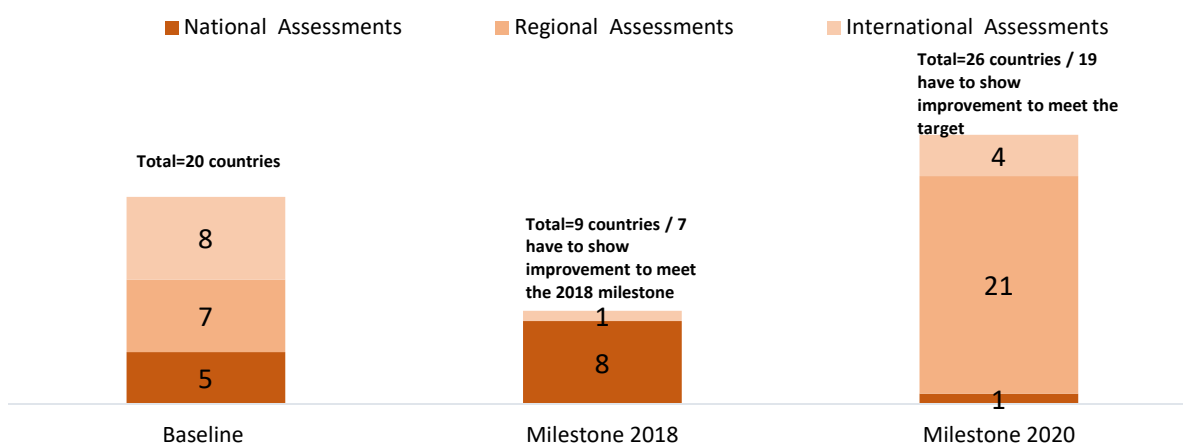 National Assessments
Regional Assessments
International Assessments
Total=20 countries
8
7
5
Baseline
Total=9 countries / 7
have to show
improvement to meet
the 2018 milestone
1
8
Milestone 2018
Total=26 countries / 19
have to show
improvement to meet the
target
4
21
1
Milestone 2020